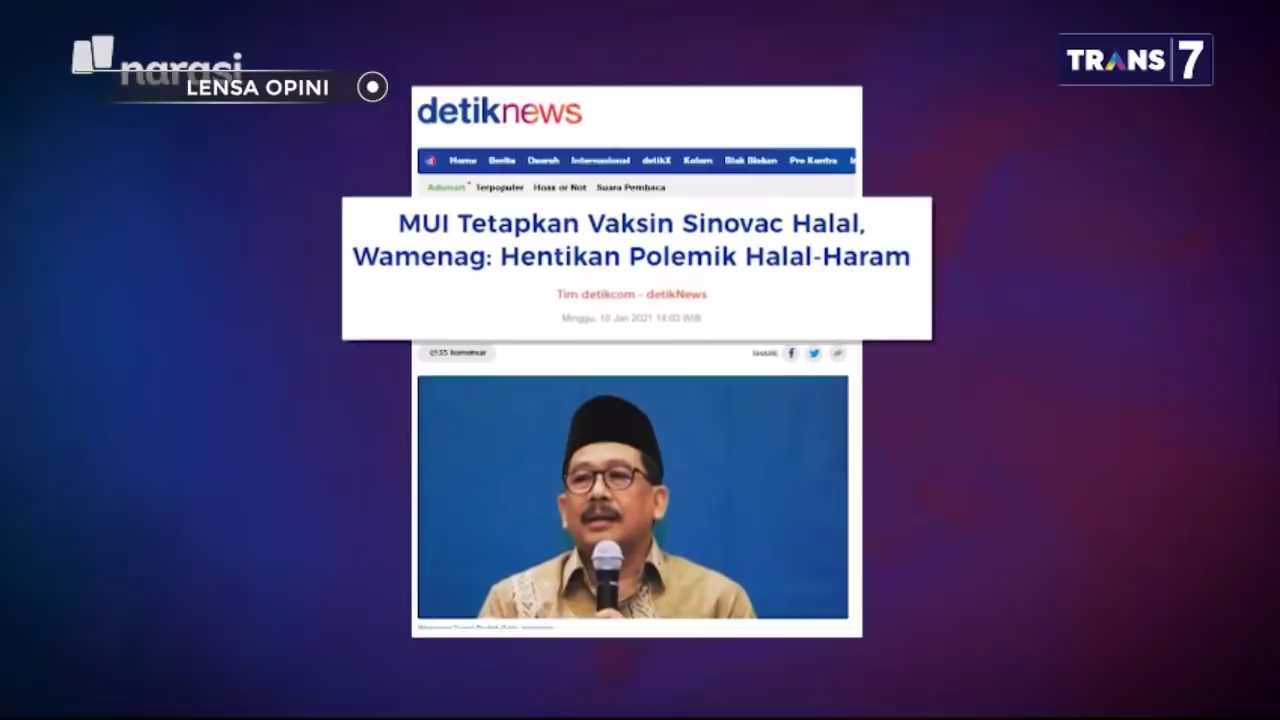 narasi
LENSA OPINI
TRANS 7
detiknews
Home Berita Daerah Internasional detikX Kolom Blak Blakan Pro Kontra
Adsmart Terpopuler Hoax or Not Suara Pembaca
MUI Tetapkan Vaksin Sinovac Halal,
Wamenag: Hentikan Polemik Halal-Haram
Tim detikcom - detikNews
Minggu, 10 Jan 2021 14:03 WIB
komentar
SHARE